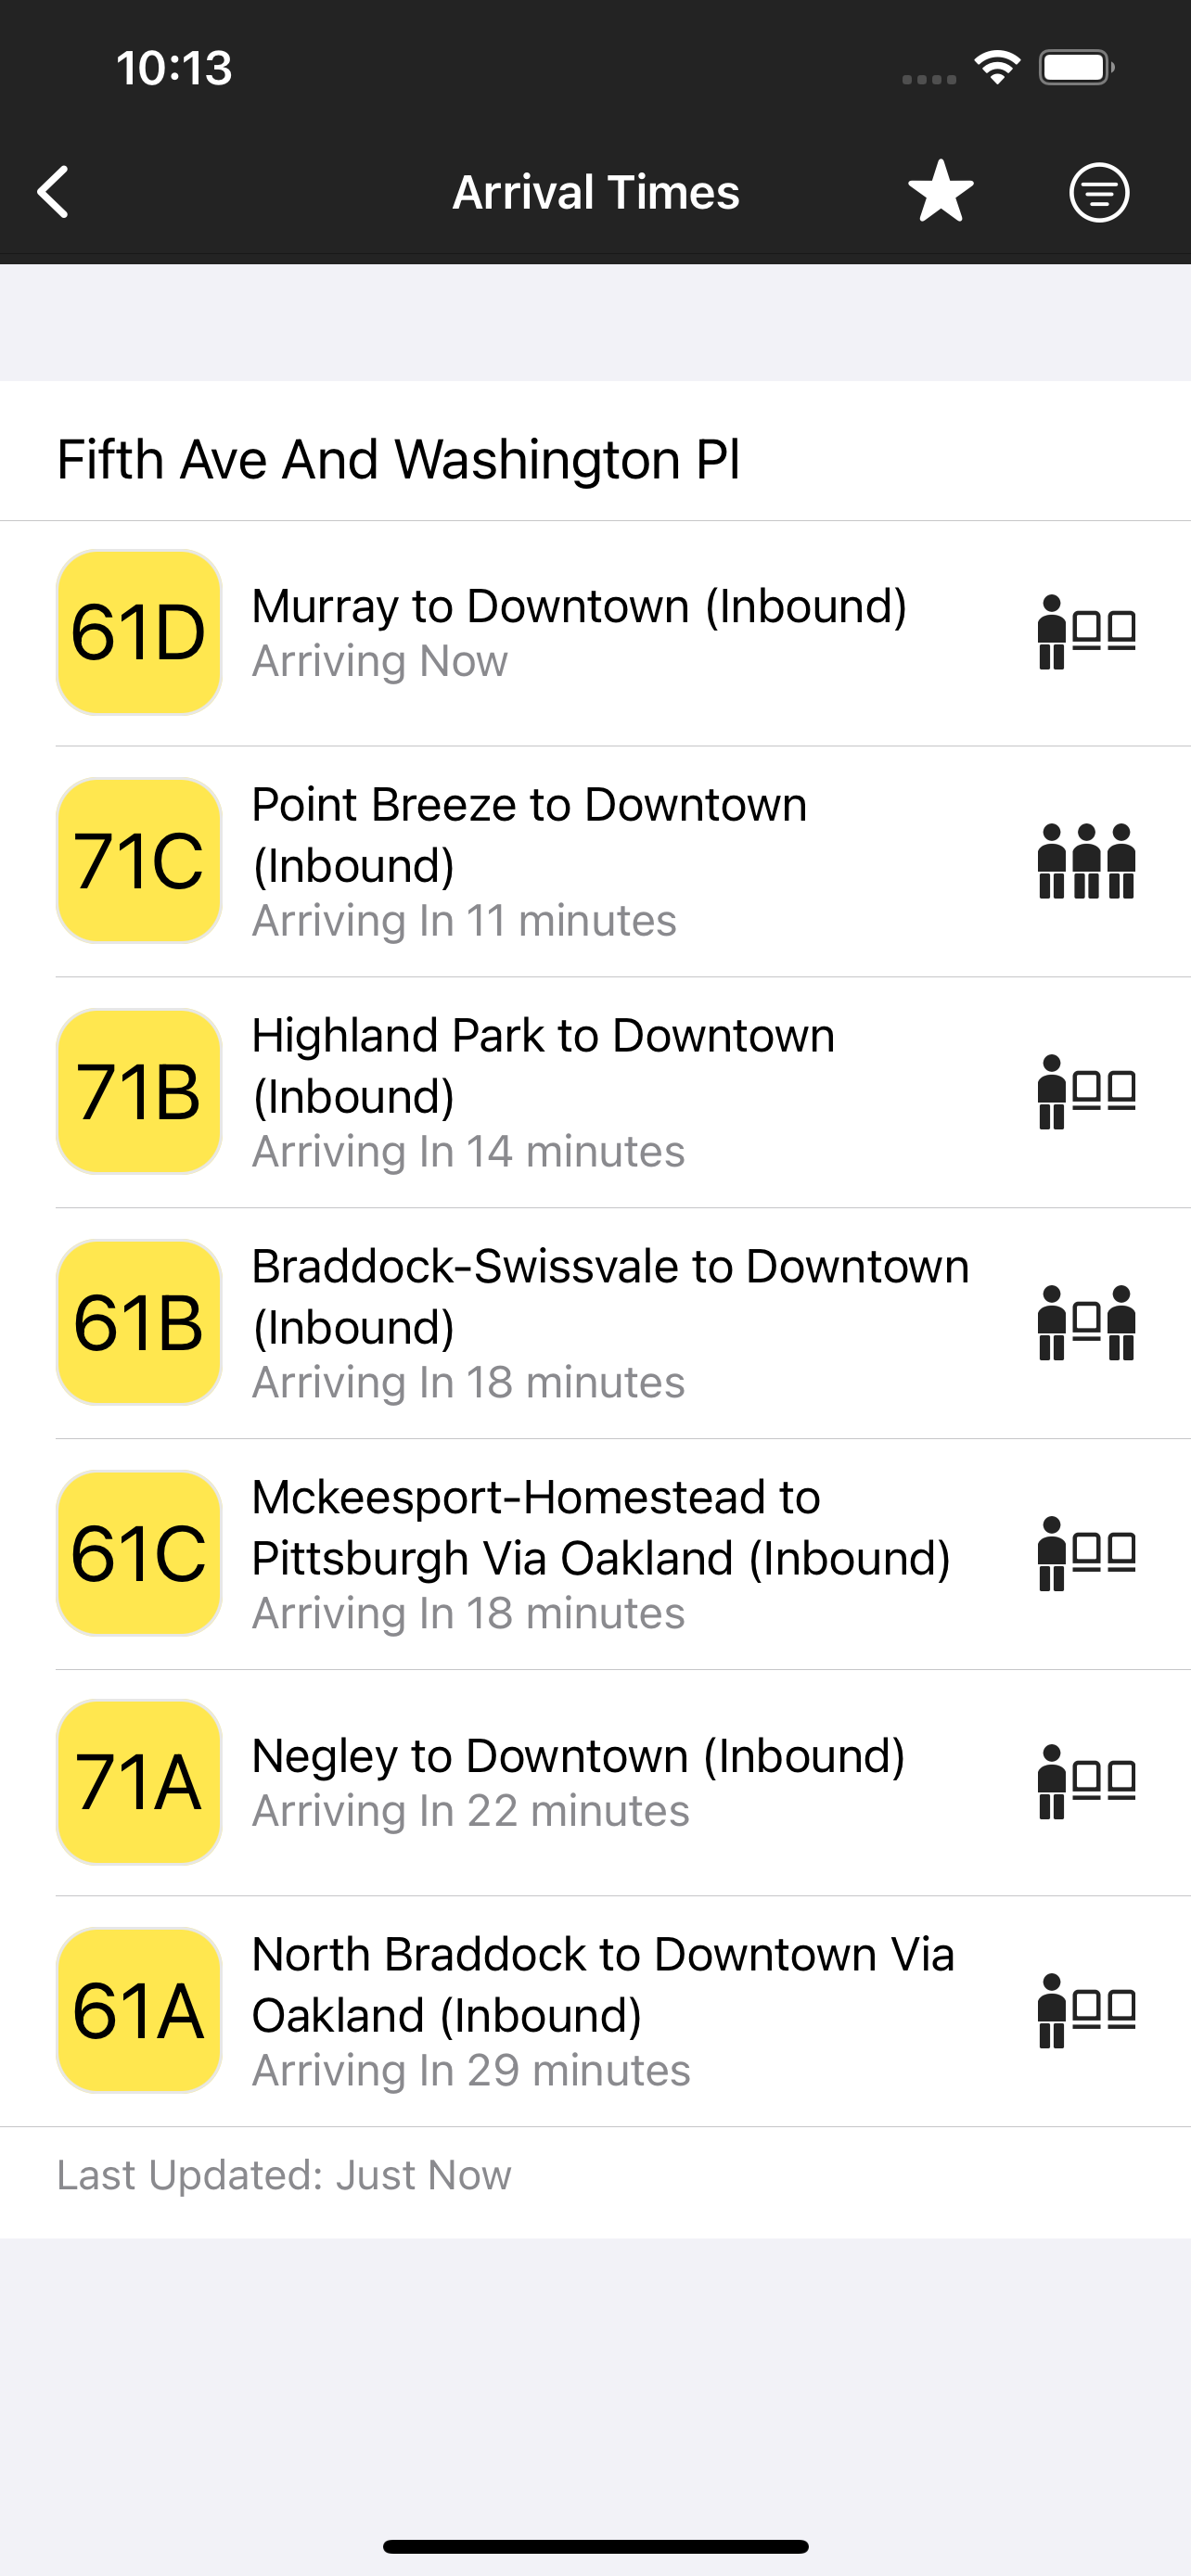 10:13
Arrival Times
Fifth Ave And Washington Pl
61D
Murray to Downtown (Inbound)
Arriving Now
71C
Point Breeze to Downtown
(Inbound)
Arriving In 11 minutes
71B
Highland Park to Downtown
(Inbound)
Arriving In 14 minutes
61B
Braddock-Swissvale to Downtown
(Inbound)
Arriving In 18 minutes
61C
Mckeesport-Homestead to
Pittsburgh Via Oakland (Inbound)
Arriving In 18 minutes
71A
Negley to Downtown (Inbound)
Arriving In 22 minutes
61A
North Braddock to Downtown Via
Oakland (Inbound)
Arriving In 29 minutes
Last Updated: Just Now